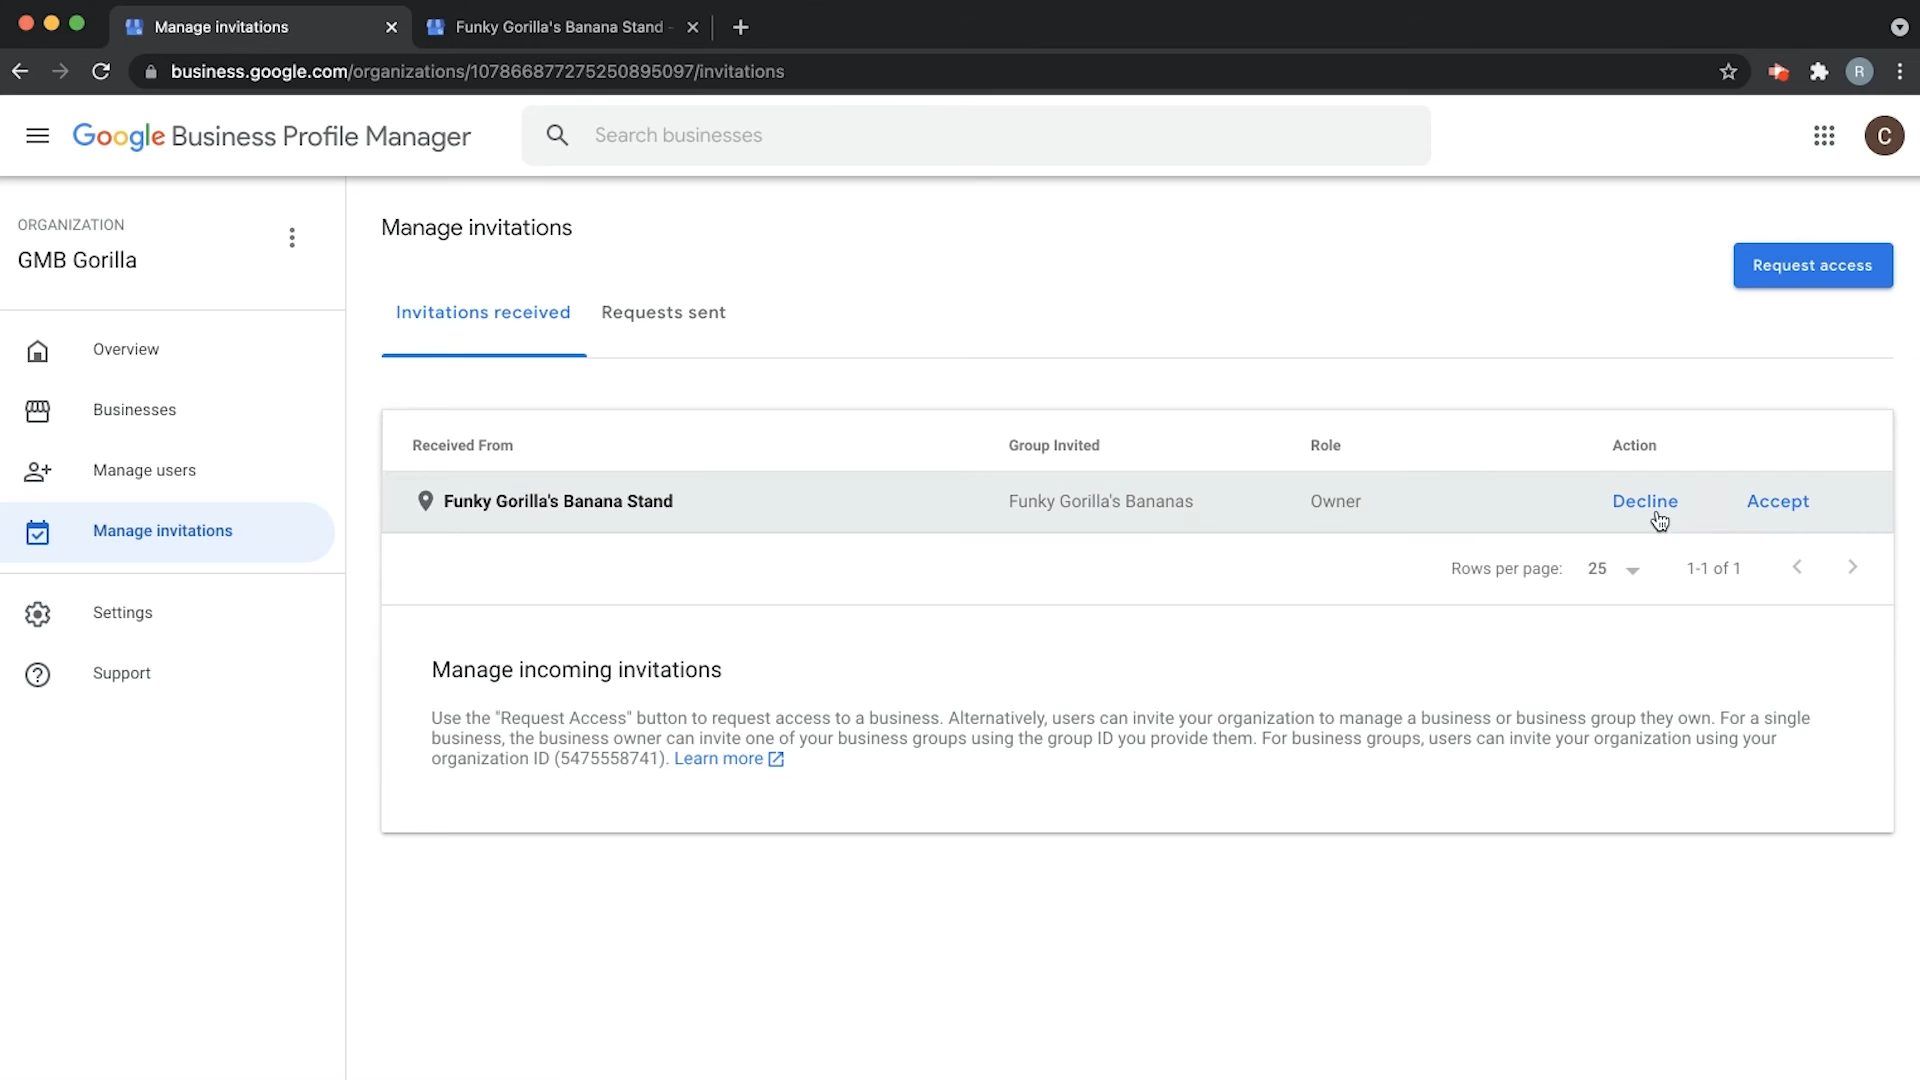 Manage invitations
Funky Gorilla's Banana Stand -
business.google.com/organizations/107866877275250895097/invitations
R
Google Business Profile Manager
Search businesses
C
ORGANIZATION
GMB Gorilla
Manage invitations
Request access
Invitations received
Requests sent
Overview
Businesses
Manage users
Manage invitations
Settings
Support
Received From
Group Invited
Role
Action
Funky Gorilla's Banana Stand
Funky Gorilla's Bananas
Owner
Decline
Accept
Rows per page: 25
1-1 of 1
Manage incoming invitations
Use the "Request Access" button to request access to a business. Alternatively, users can invite your organization to manage a business or business group they own. For a single
business, the business owner can invite one of your business groups using the group ID you provide them. For business groups, users can invite your organization using your
organization ID (5475558741). Learn more